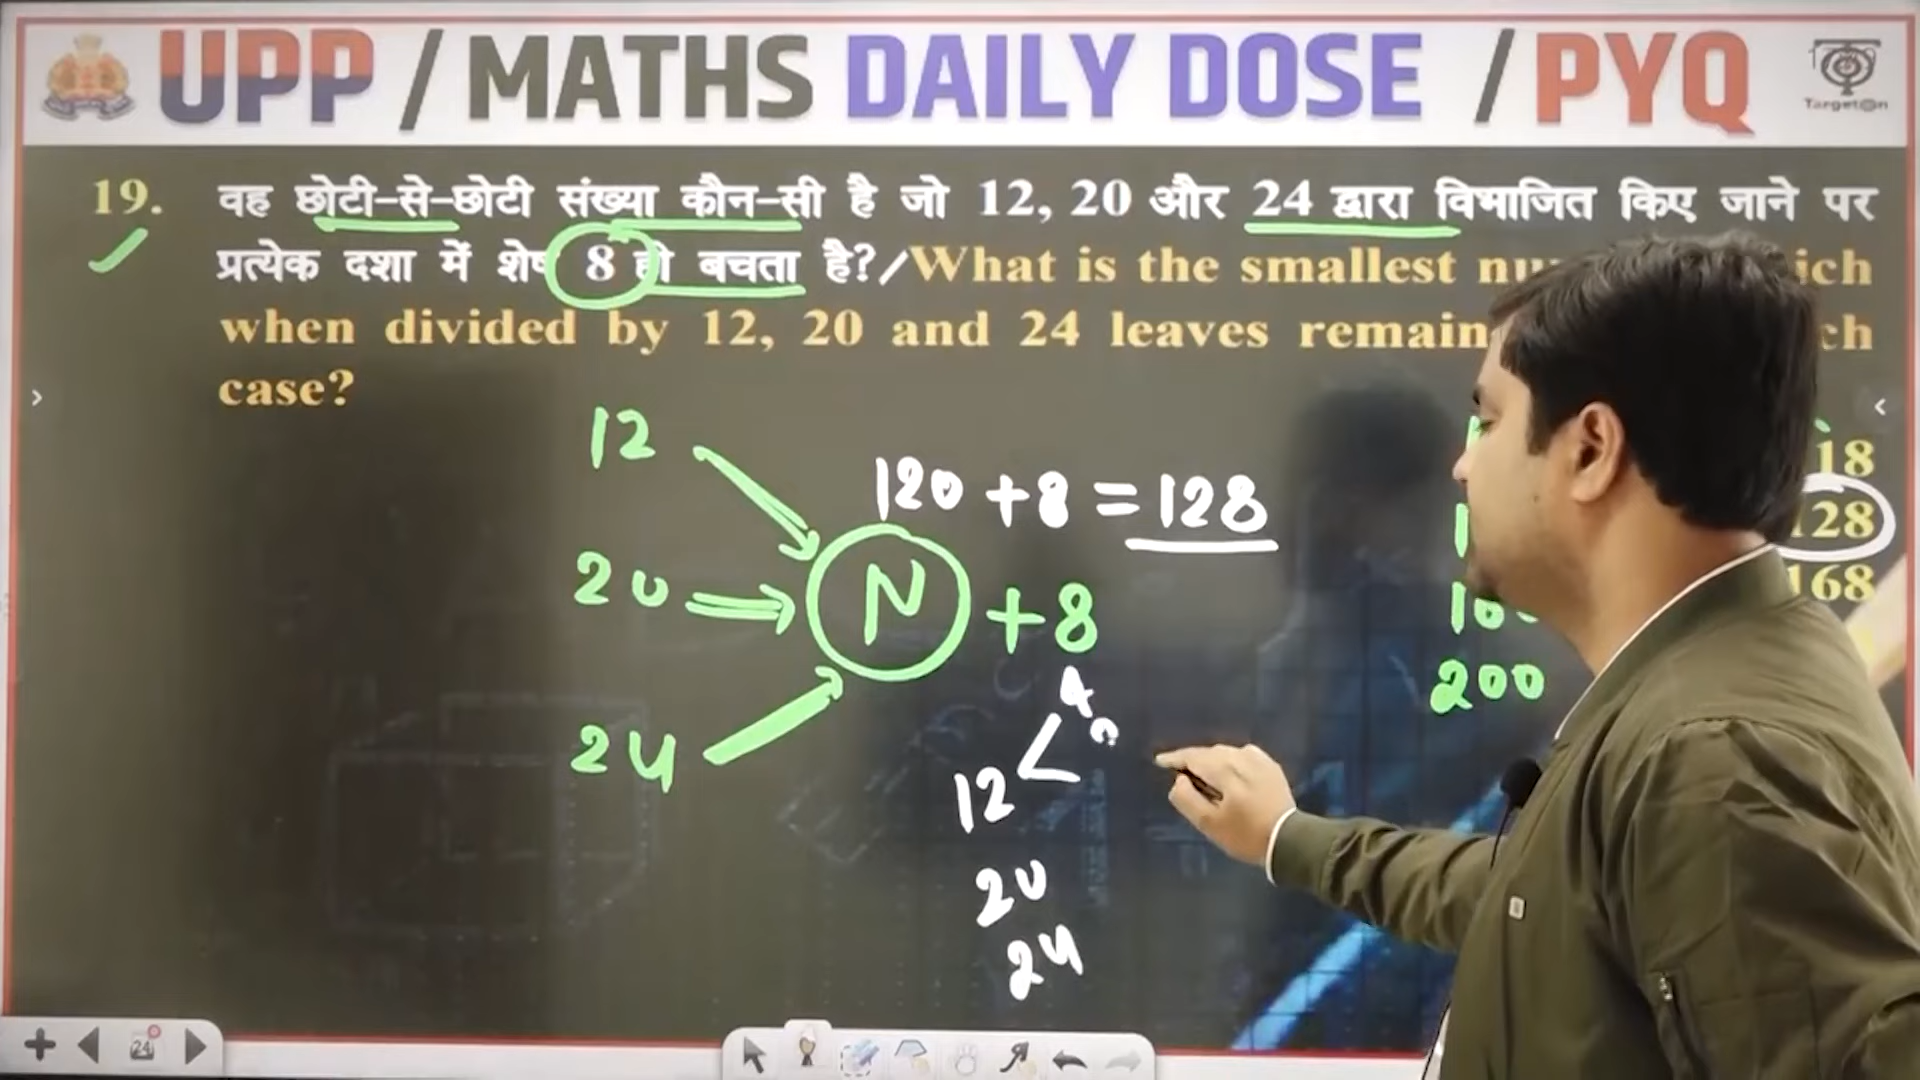 UPP / MATHS DAILY DOSE / PYQ
Target@n
19. वह छोटी-से-छोटी संख्या कौन-सी है जो 12, 20 और 24 द्वारा विभाजित किए जाने पर
प्रत्येक दशा में शेष 8 ही बचता है?/What is the smallest
when divided by 12, 20 and 24 leaves
case?
12
20
24
N + 8
120 + 8 = 128
12
20
24
200
118
128
168
24